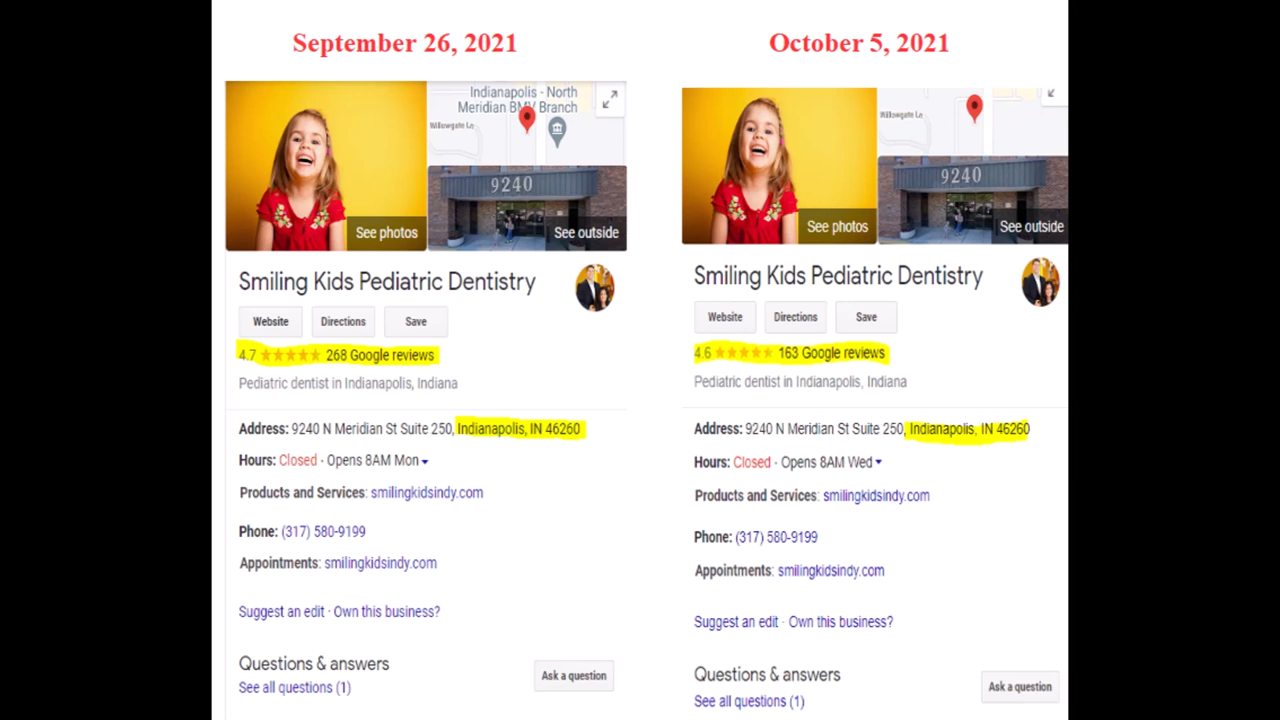 September 26, 2021
Indianapolis - North
Meridian BMV Branch
Willowgate Ln
9240
See photos
See outside
Smiling Kids Pediatric Dentistry
Website
Directions
Save
4.7 268 Google reviews
Pediatric dentist in Indianapolis, Indiana
Address: 9240 N Meridian St Suite 250, Indianapolis, IN 46260
Hours: Closed · Opens 8AM Mon
Products and Services: smilingkidsindy.com
Phone: (317) 580-9199
Appointments: smilingkidsindy.com
Suggest an edit · Own this business?
Questions & answers
See all questions (1)
Ask a question
October 5, 2021
Willowgate Ln
9240
See photos
See outside
Smiling Kids Pediatric Dentistry
Website
Directions
Save
4.6 163 Google reviews
Pediatric dentist in Indianapolis, Indiana
Address: 9240 N Meridian St Suite 250, Indianapolis, IN 46260
Hours: Closed · Opens 8AM Wed
Products and Services: smilingkidsindy.com
Phone: (317) 580-9199
Appointments: smilingkidsindy.com
Suggest an edit · Own this business?
Questions & answers
See all questions (1)
Ask a question